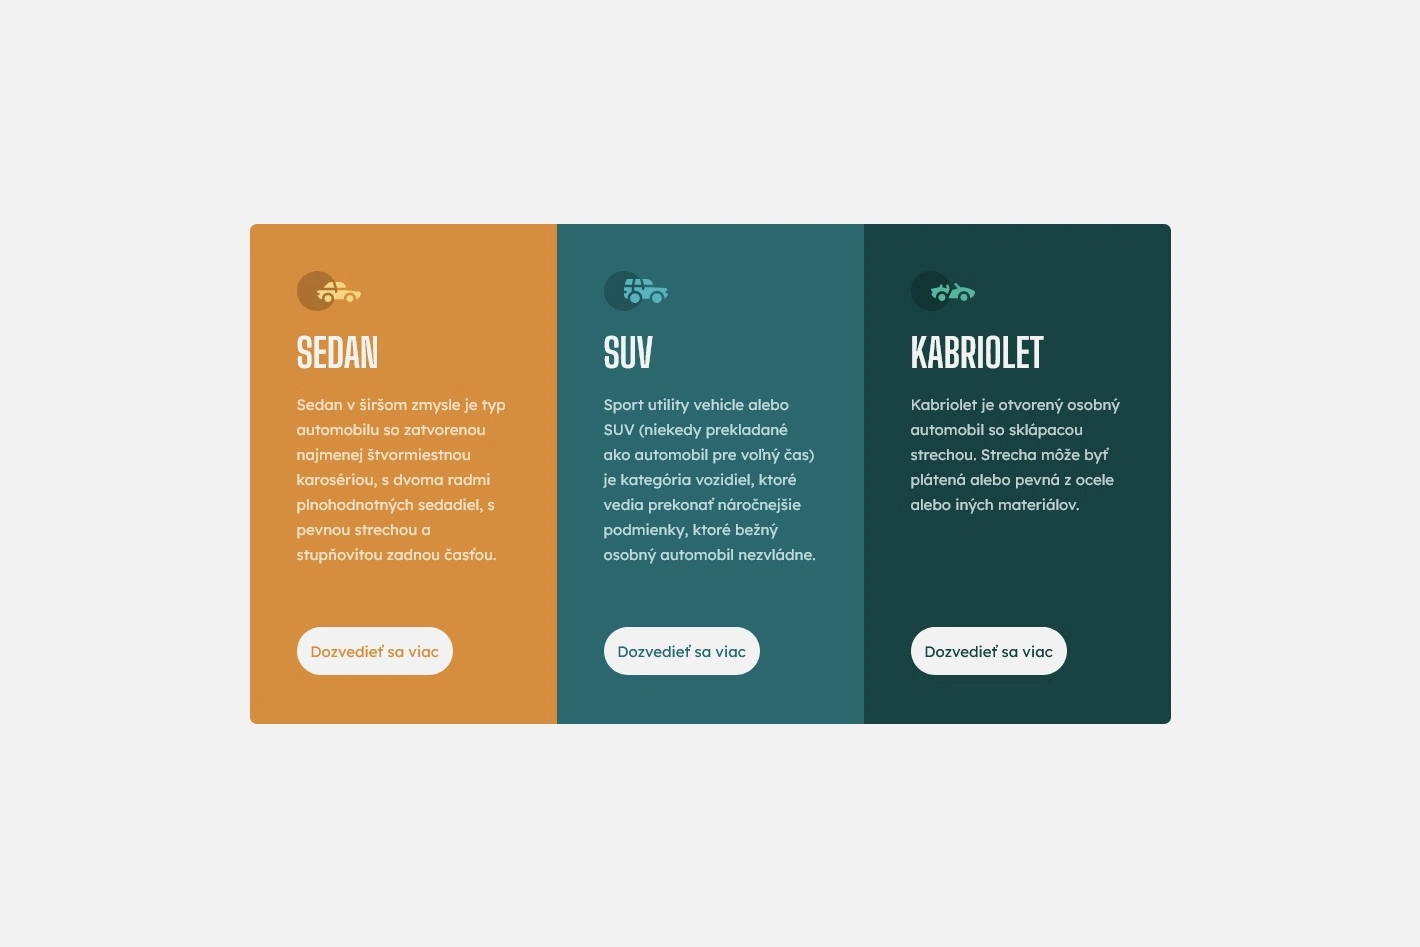 SEDAN
Sedan v širšom zmysle je typ
automobilu so zatvorenou
najmenej štvormiestnou
karosériou, s dvoma radmi
plnohodnotných sedadiel, s
pevnou strechou a
stupňovitou zadnou časťou.
Dozvedieť sa viac
SUV
Sport utility vehicle alebo
SUV (niekedy prekladané
ako automobil pre voľný čas)
je kategória vozidiel, ktoré
vedia prekonať náročnejšie
podmienky, ktoré bežný
osobný automobil nezvládne.
Dozvedieť sa viac
KABRIOLET
Kabriolet je otvorený osobný
automobil so sklápacou
strechou. Strecha môže byť
plátená alebo pevná z ocele
alebo iných materiálov.
Dozvedieť sa viac